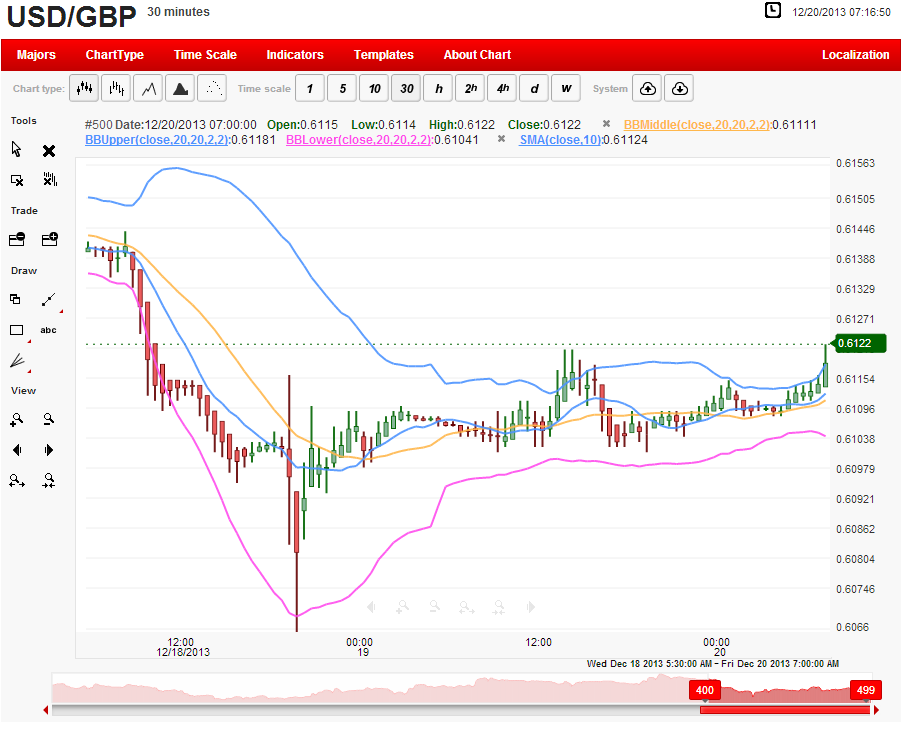 USD/GBP 30 minutes 12/20/2013 07:16:50
Majors ChartType Time Scale Indicators Templates About Chart Localization
Chart type: Time scale 1 5 10 30 h 2h 4h d w System
Tools
#500 Date:12/20/2013 07:00:00 Open:0.6115 Low:0.6114 High:0.6122 Close:0.6122 BBMiddle(close,20,20,2,2):0.61111
BBUpper(close,20,20,2,2):0.61181 BBLower(close,20,20,2,2):0.61041 SMA(close,10):0.61124
0.61563
0.61505
Trade
0.61446
0.61388
Draw
0.61329
0.61271
abc
0.6122
0.61154
View
0.61096
0.61038
0.60979
0.60921
0.60862
0.60804
0.60746
0.6066
12:00 00:00 12:00 00:00
12/18/2013 19 20
Wed Dec 18 2013 5:30:00 AM - Fri Dec 20 2013 7:00:00 AM
400 499